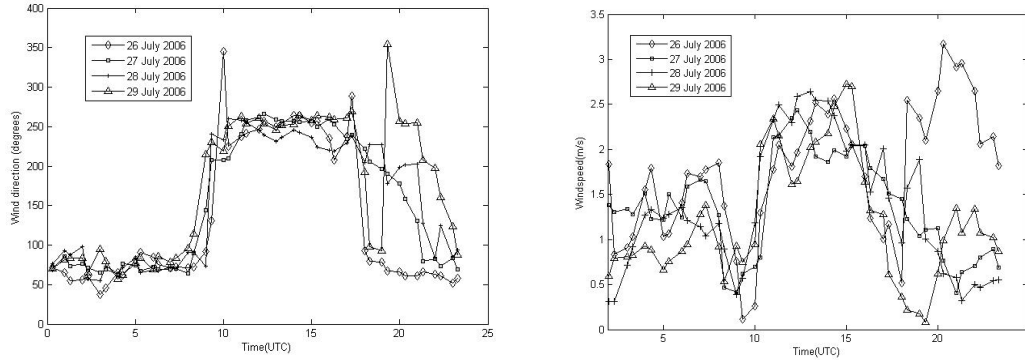 400
350
300
250
200
150
100
50
0
Wind direction (degrees)
26 July 2006
27 July 2006
28 July 2006
29 July 2006
0 5 10 15 20 25
Time(UTC)
3.5
3
2.5
2
1.5
1
0.5
0
Windspeed(m/s)
26 July 2006
27 July 2006
28 July 2006
29 July 2006
5 10 15 20
Time(UTC)